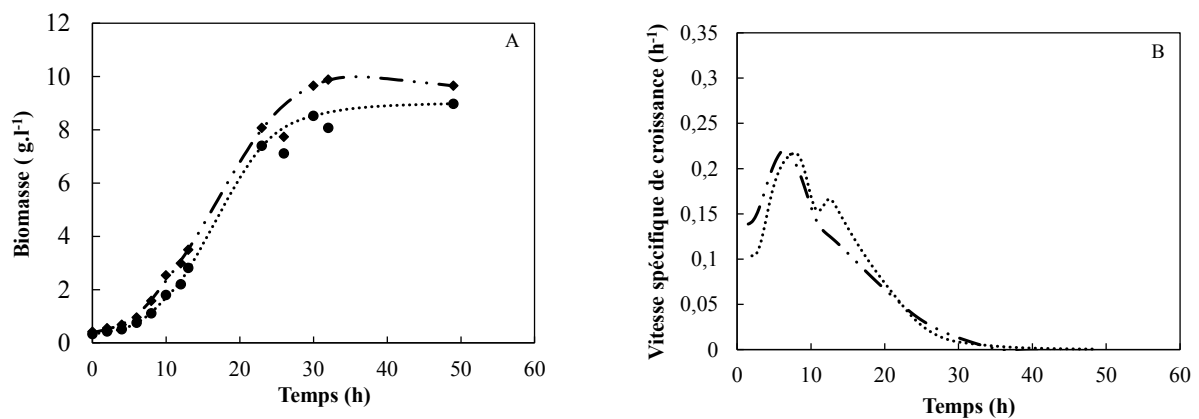 A
Biomasse ( g.l⁻¹)
12
10
8
6
4
2
0
0 10 20 30 40 50 60
Temps (h)
B
Vitesse spécifique de croissance (h⁻¹)
0,35
0,3
0,25
0,2
0,15
0,1
0,05
0
0 10 20 30 40 50 60
Temps (h)